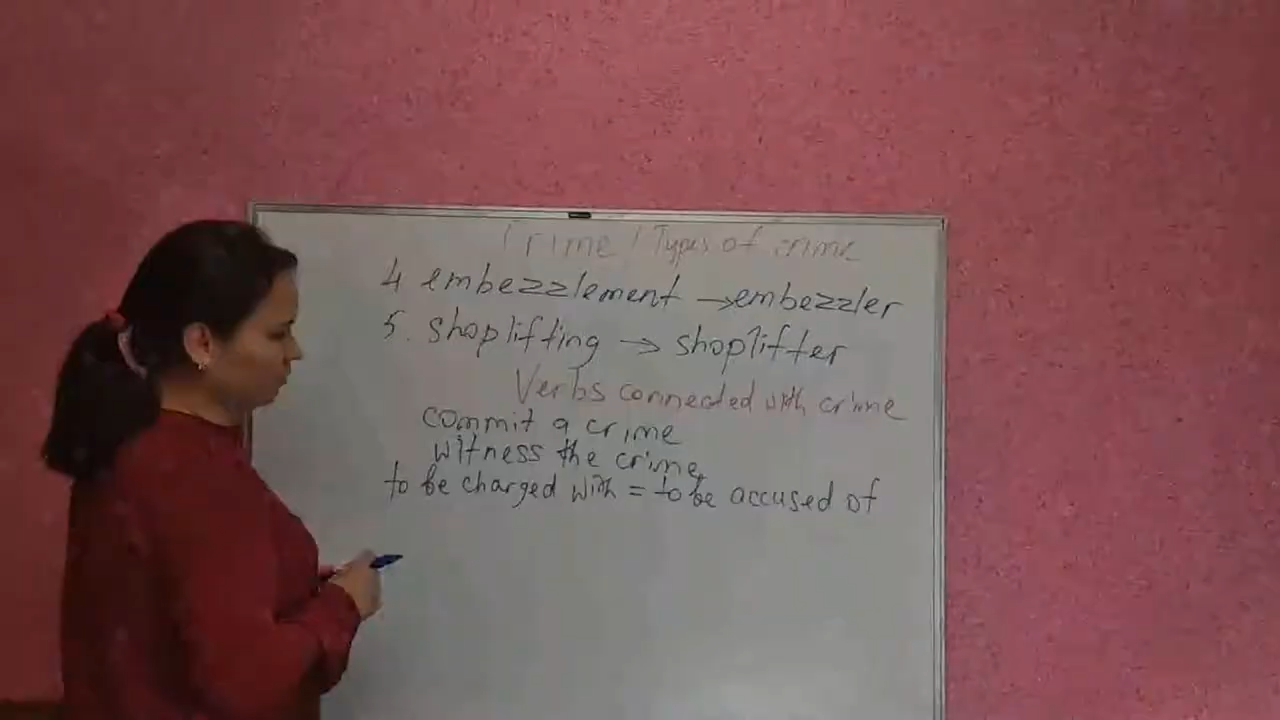 Crime / Types of crime
4 embezzlement → embezzler
5. shoplifting → shoplifter
Verbs connected with crime
commit a crime
witness the crime
to be charged with = to be accused of